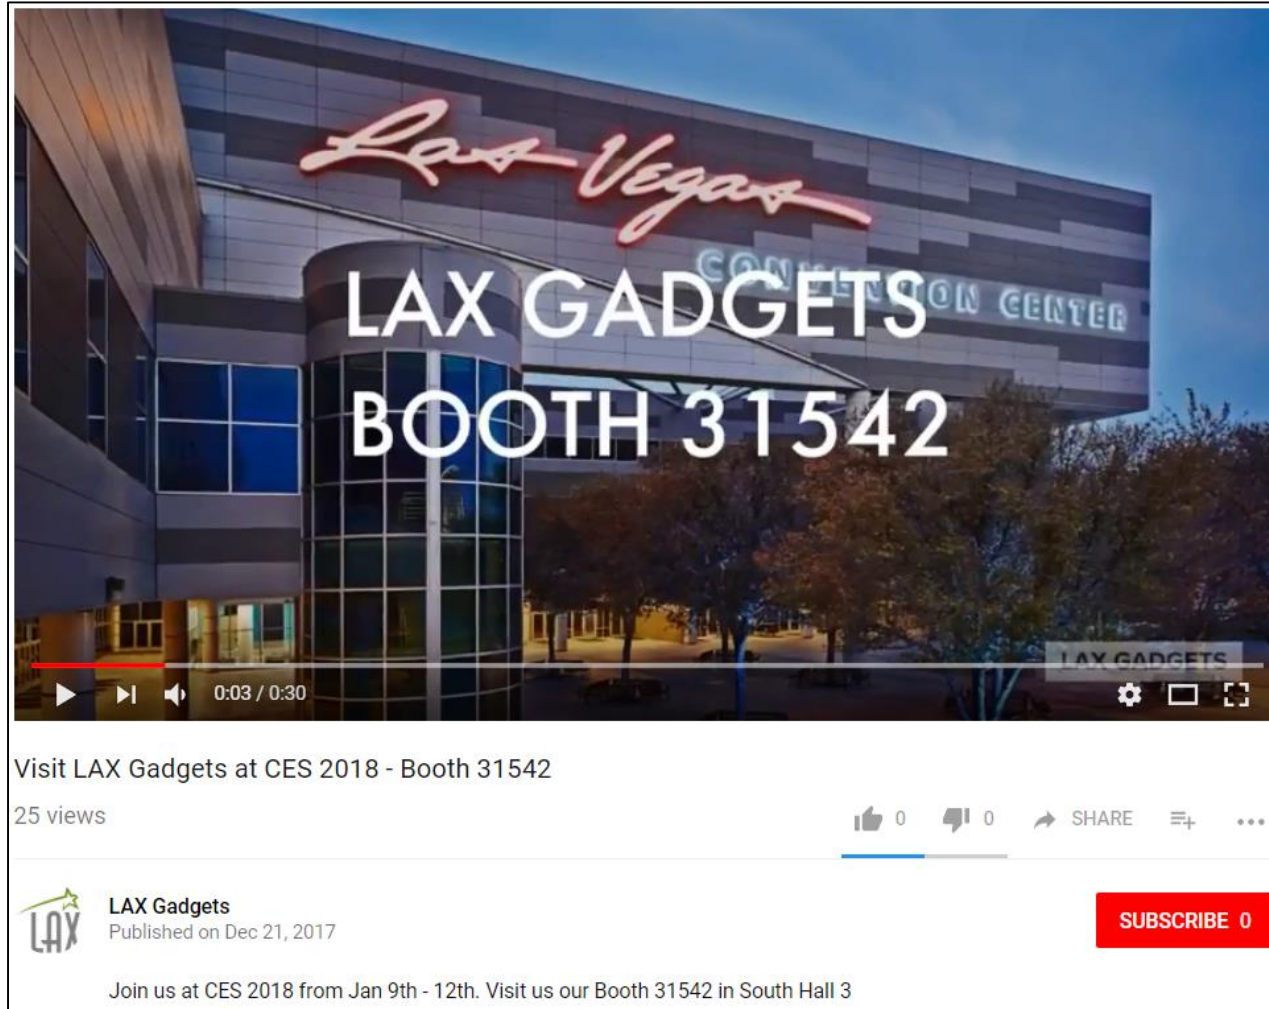 Las Vegas
CONVENTION CENTER
LAX GADGETS
BOOTH 31542
LAX GADGETS
0:03 / 0:30
Visit LAX Gadgets at CES 2018 - Booth 31542
25 views
0
0
SHARE
LAX
LAX Gadgets
Published on Dec 21, 2017
SUBSCRIBE 0
Join us at CES 2018 from Jan 9th - 12th. Visit us our Booth 31542 in South Hall 3